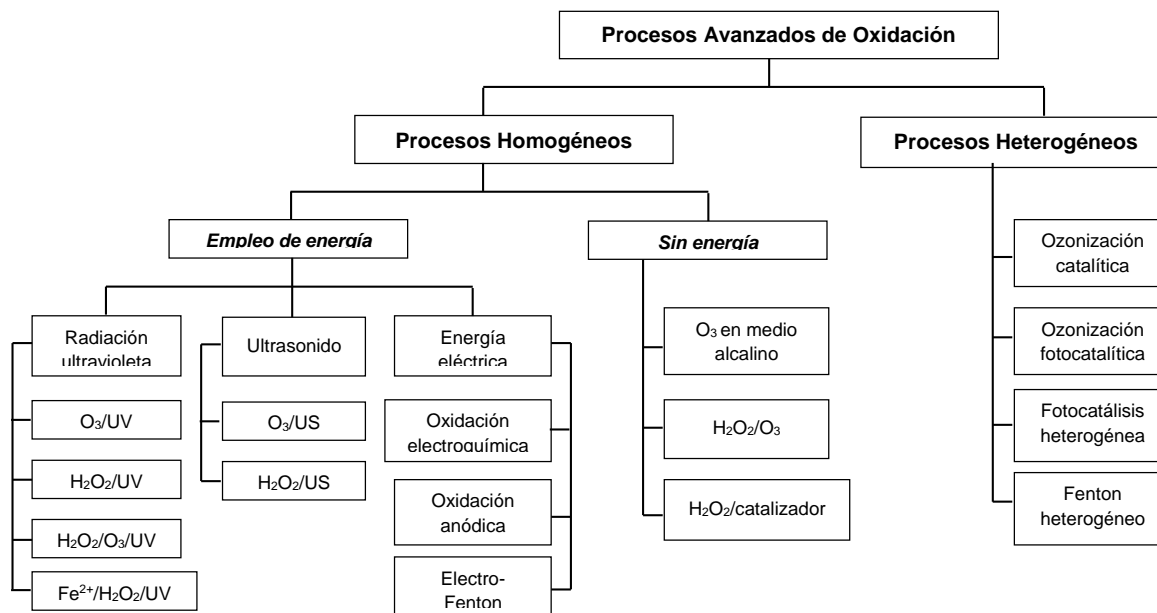 Procesos Avanzados de Oxidación
Procesos Homogéneos
Procesos Heterogéneos
Empleo de energía
Sin energía
Radiación
ultravioleta
O₃/UV
H₂O₂/UV
H₂O₂/O₃/UV
Fe²⁺/H₂O₂/UV
Ultrasonido
O₃/US
H₂O₂/US
Energía
eléctrica
Oxidación
electroquímica
Oxidación
anódica
Electro-
Fenton
O₃ en medio
alcalino
H₂O₂/O₃
H₂O₂/catalizador
Ozonización
catalítica
Ozonización
fotocatalítica
Fotocatálisis
heterogénea
Fenton
heterogéneo